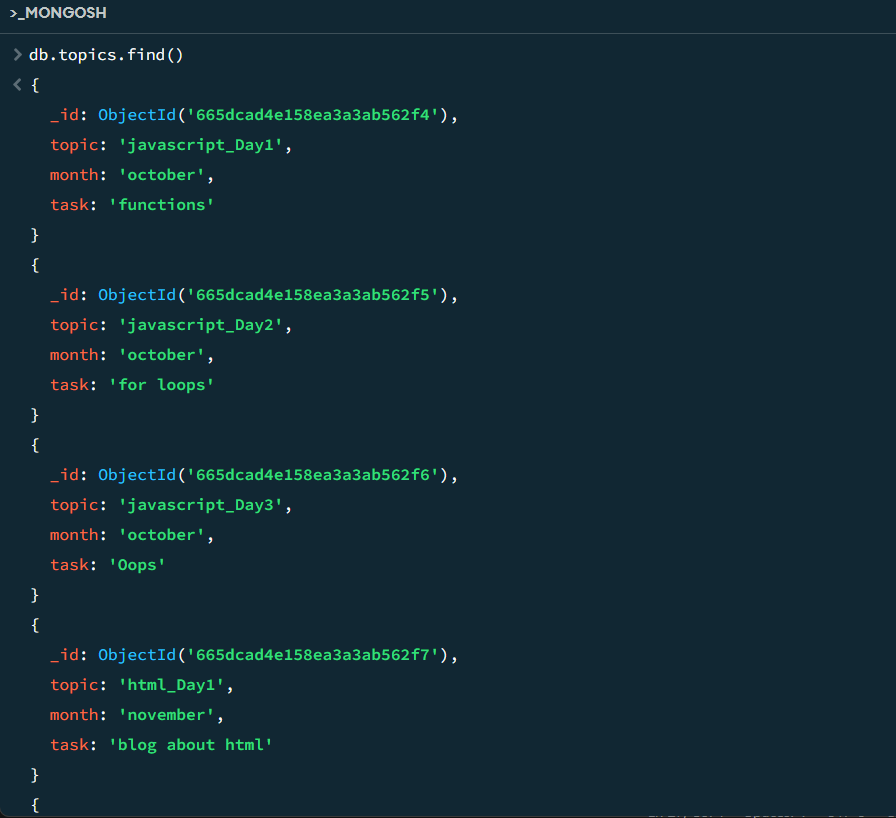 >_MONGOSH
> db.topics.find()
< {
_id: ObjectId('665dcad4e158ea3a3ab562f4'),
topic: 'javascript_Day1',
month: 'october',
task: 'functions'
}
{
_id: ObjectId('665dcad4e158ea3a3ab562f5'),
topic: 'javascript_Day2',
month: 'october',
task: 'for loops'
}
{
_id: ObjectId('665dcad4e158ea3a3ab562f6'),
topic: 'javascript_Day3',
month: 'october',
task: 'Oops'
}
{
_id: ObjectId('665dcad4e158ea3a3ab562f7'),
topic: 'html_Day1',
month: 'november',
task: 'blog about html'
}
{